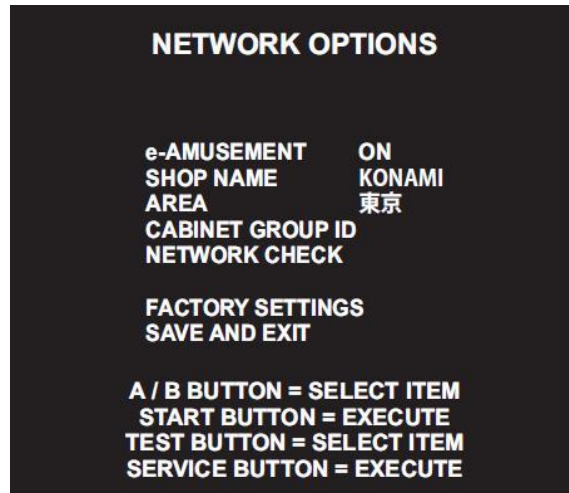 NETWORK OPTIONS
e-AMUSEMENT ON
SHOP NAME KONAMI
AREA 東京
CABINET GROUP ID
NETWORK CHECK
FACTORY SETTINGS
SAVE AND EXIT
A / B BUTTON = SELECT ITEM
START BUTTON = EXECUTE
TEST BUTTON = SELECT ITEM
SERVICE BUTTON = EXECUTE